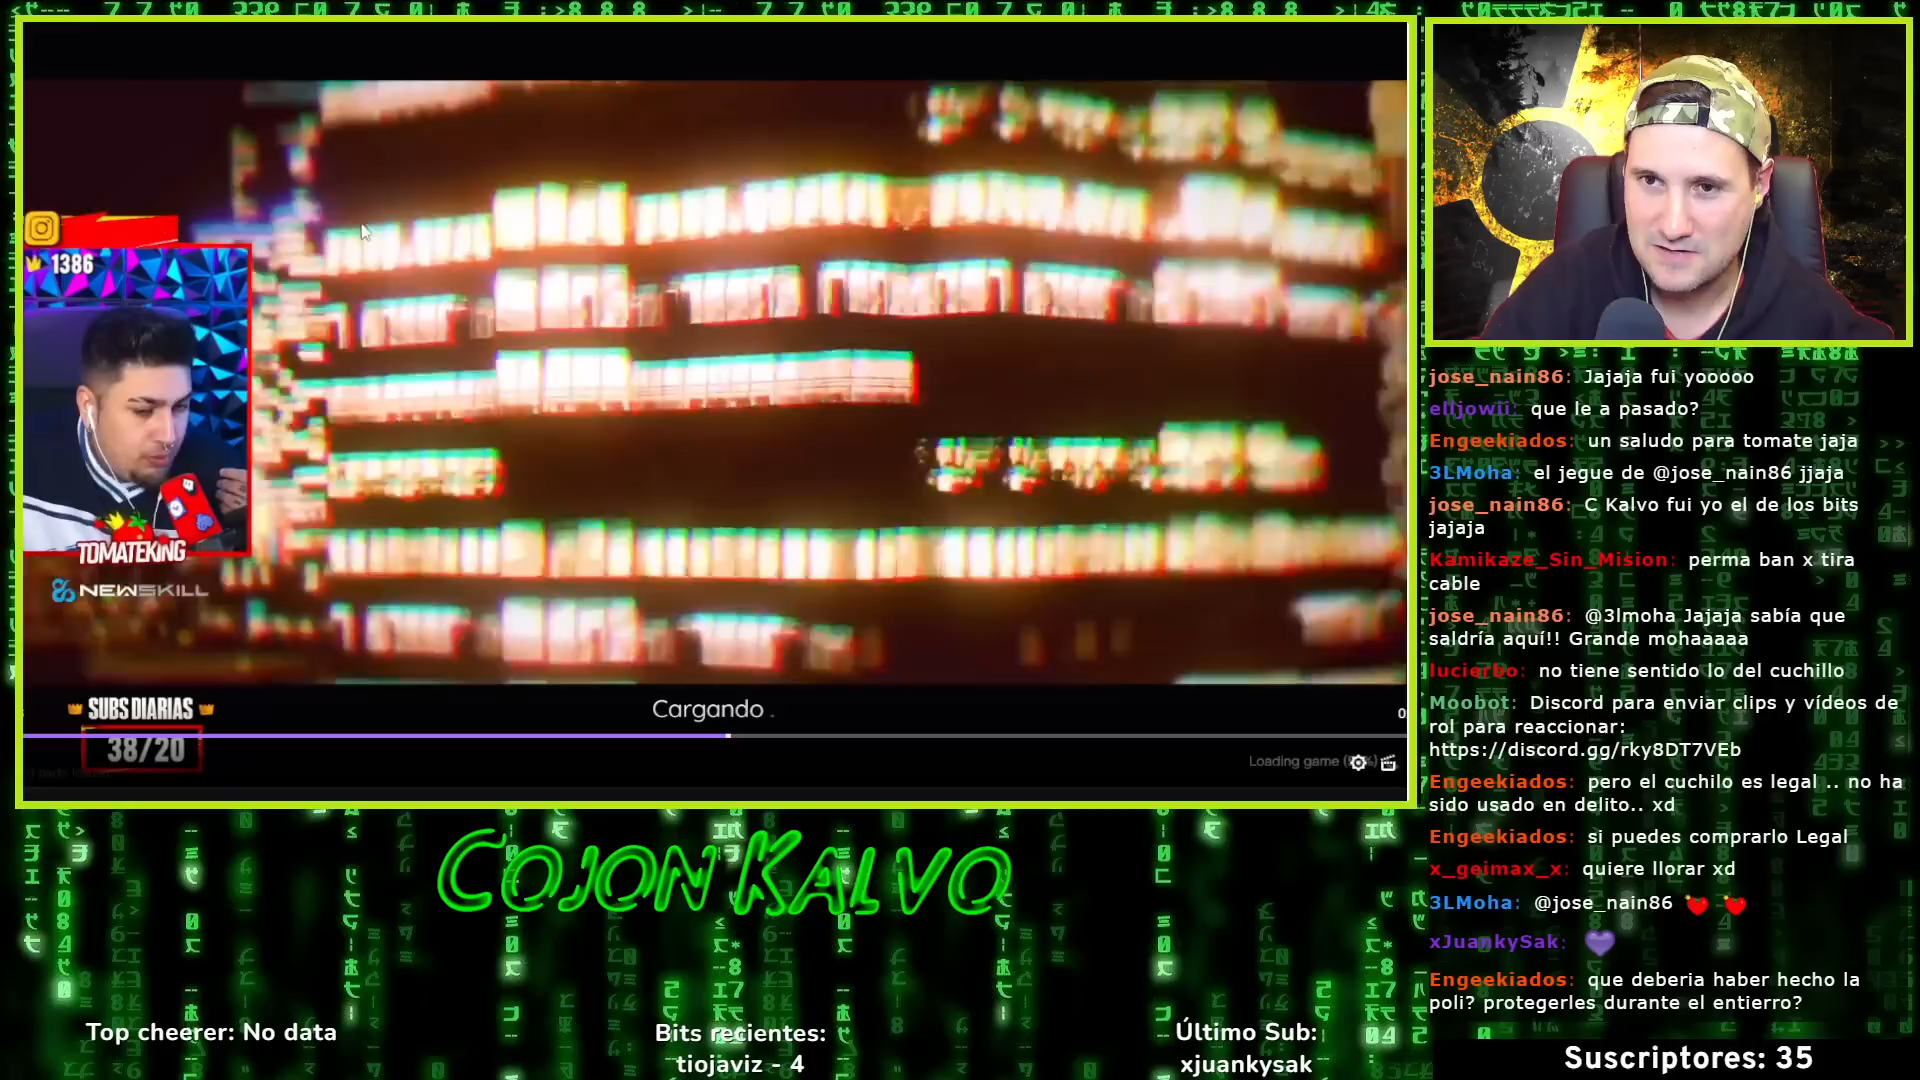 1386
TOMATEKING
NEWSKILL
SUBS DIARIAS
38/20
Cargando .
Loading game (
COJONKALVO
Top cheerer: No data
Bits recientes:
tiojaviz - 4
Último Sub:
xjuankysak
jose_nain86: Jajaja fui yooooo
elljowii: que le a pasado?
Engeekiados: un saludo para tomate jaja
3LMoha: el jegue de @jose_nain86 jjaja
jose_nain86: C Kalvo fui yo el de los bits
jajaja
Kamikaze_Sin_Mision: perma ban x tira
cable
jose_nain86: @3lmoha Jajaja sabía que
saldría aquí!! Grande mohaaaaa
lucierbo: no tiene sentido lo del cuchillo
Moobot: Discord para enviar clips y vídeos de
rol para reaccionar:
https://discord.gg/rky8DT7VEb
Engeekiados: pero el cuchilo es legal .. no ha
sido usado en delito.. xd
Engeekiados: si puedes comprarlo Legal
x_geimax_x: quiere llorar xd
3LMoha: @jose_nain86
xJuankySak:
Engeekiados: que deberia haber hecho la
poli? protegerles durante el entierro?
Suscriptores: 35